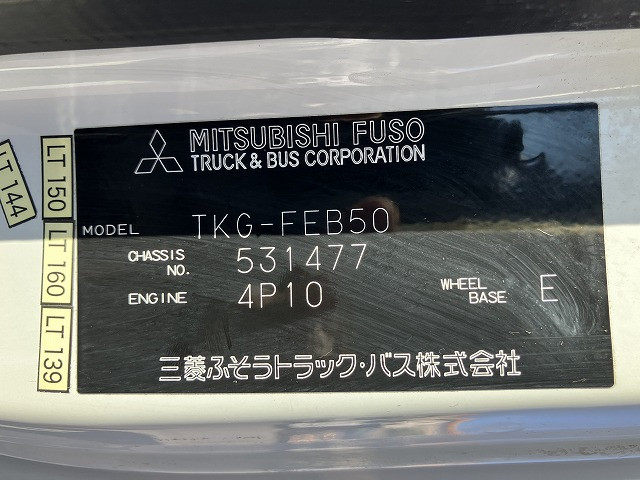 MITSUBISHI FUSO
TRUCK & BUS CORPORATION
MODEL TKG-FEB50
CHASSIS NO. 531477
ENGINE 4P10 WHEEL BASE E
三菱ふそうトラック・バス株式会社
LT 144
LT 150
LT 160
LT 139